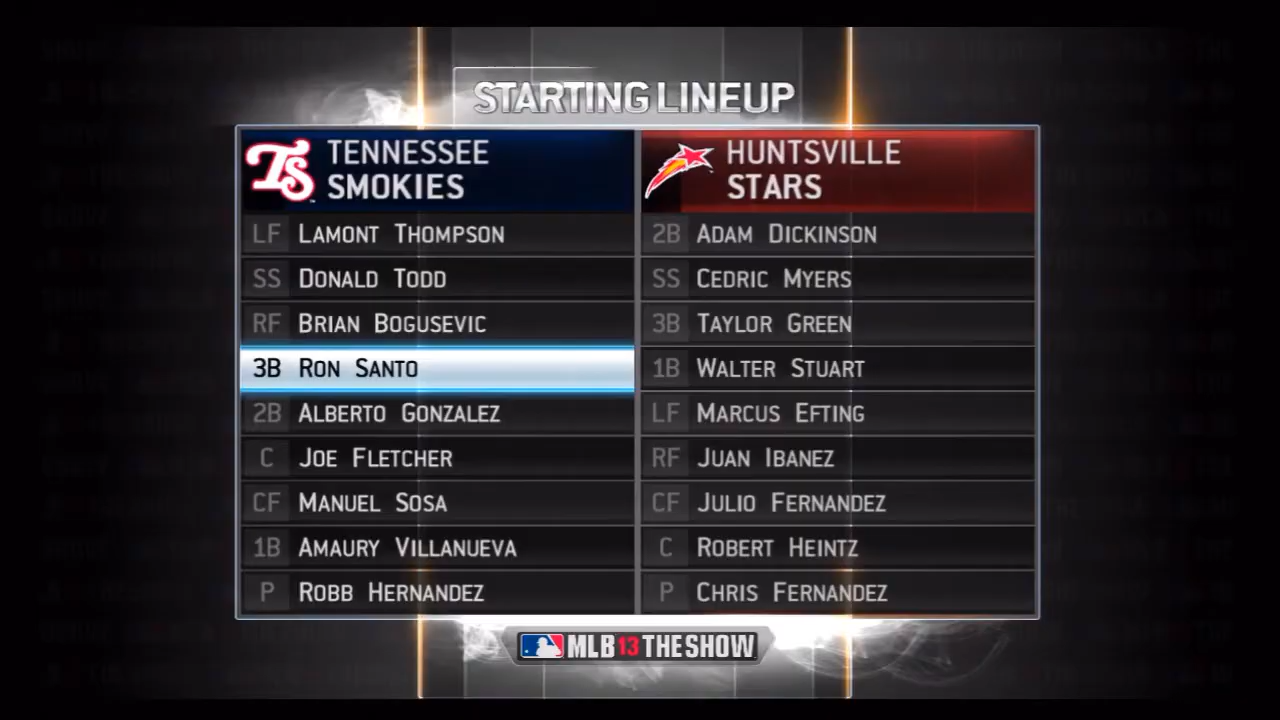 STARTING LINEUP
TS TENNESSEE SMOKIES
LF LAMONT THOMPSON
SS DONALD TODD
RF BRIAN BOGUSEVIC
3B RON SANTO
2B ALBERTO GONZALEZ
C JOE FLETCHER
CF MANUEL SOSA
1B AMAURY VILLANUEVA
P ROBB HERNANDEZ
HUNTSVILLE STARS
2B ADAM DICKINSON
SS CEDRIC MYERS
3B TAYLOR GREEN
1B WALTER STUART
LF MARCUS EFTING
RF JUAN IBANEZ
CF JULIO FERNANDEZ
C ROBERT HEINTZ
P CHRIS FERNANDEZ
MLB 13 THE SHOW